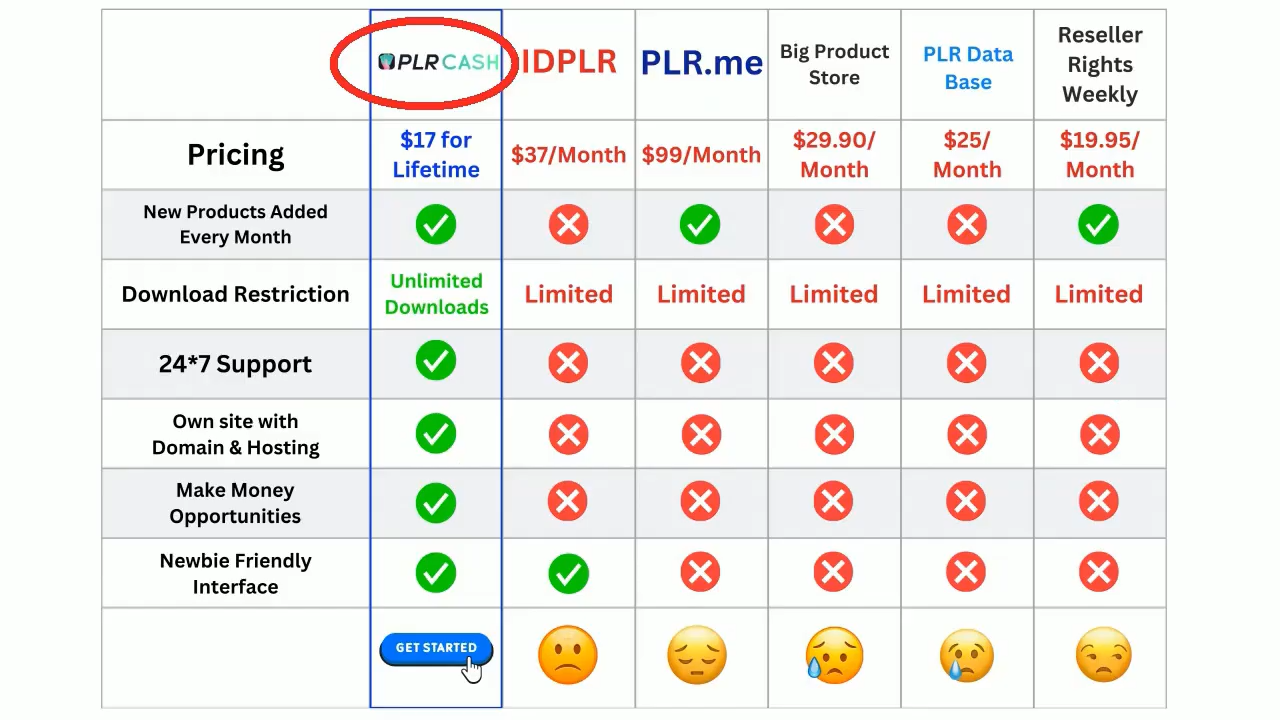 PLR CASH
IDPLR
PLR.me
Big Product
Store
PLR Data
Base
Reseller
Rights
Weekly
Pricing
$17 for
Lifetime
$37/Month
$99/Month
$29.90/
Month
$25/
Month
$19.95/
Month
New Products Added
Every Month
Download Restriction
Unlimited
Downloads
Limited
Limited
Limited
Limited
Limited
24*7 Support
Own site with
Domain & Hosting
Make Money
Opportunities
Newbie Friendly
Interface
GET STARTED